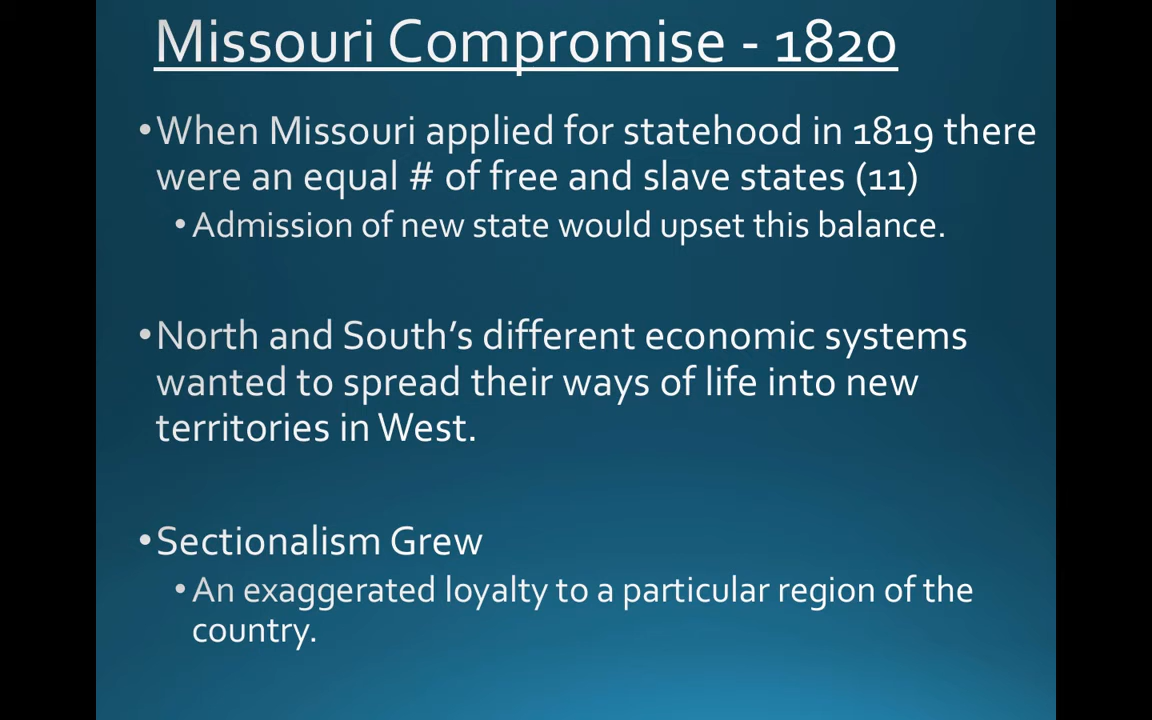 Missouri Compromise - 1820
•When Missouri applied for statehood in 1819 there
were an equal # of free and slave states (11)
•Admission of new state would upset this balance.
•North and South’s different economic systems
wanted to spread their ways of life into new
territories in West.
•Sectionalism Grew
•An exaggerated loyalty to a particular region of the
country.